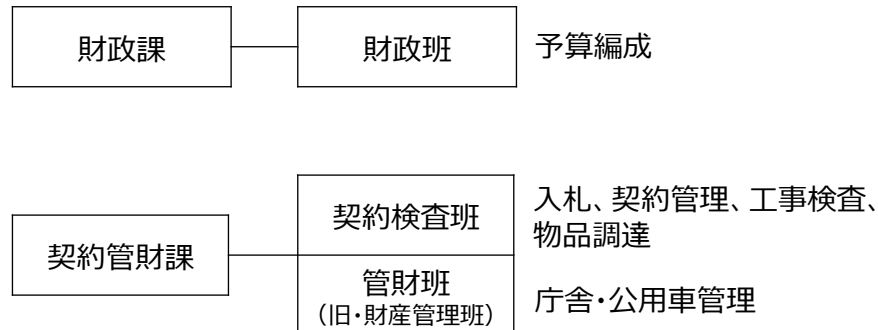 財政課
財政班
予算編成
契約管財課
契約検査班
入札、契約管理、工事検査、
物品調達
管財班
（旧・財産管理班）
庁舎・公用車管理